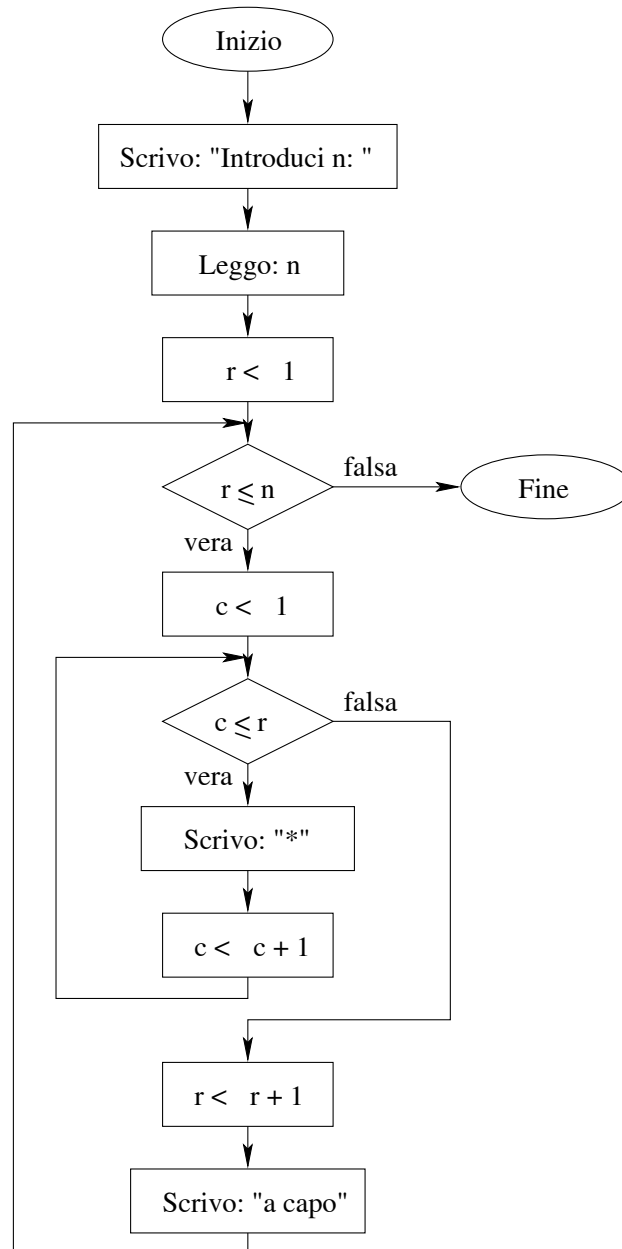 Inizio
Scrivo: "Introduci n: "
Leggo: n
r < 1
r ≤ n
falsa
Fine
vera
c < 1
c ≤ r
falsa
vera
Scrivo: "*"
c < c + 1
r < r + 1
Scrivo: "a capo"